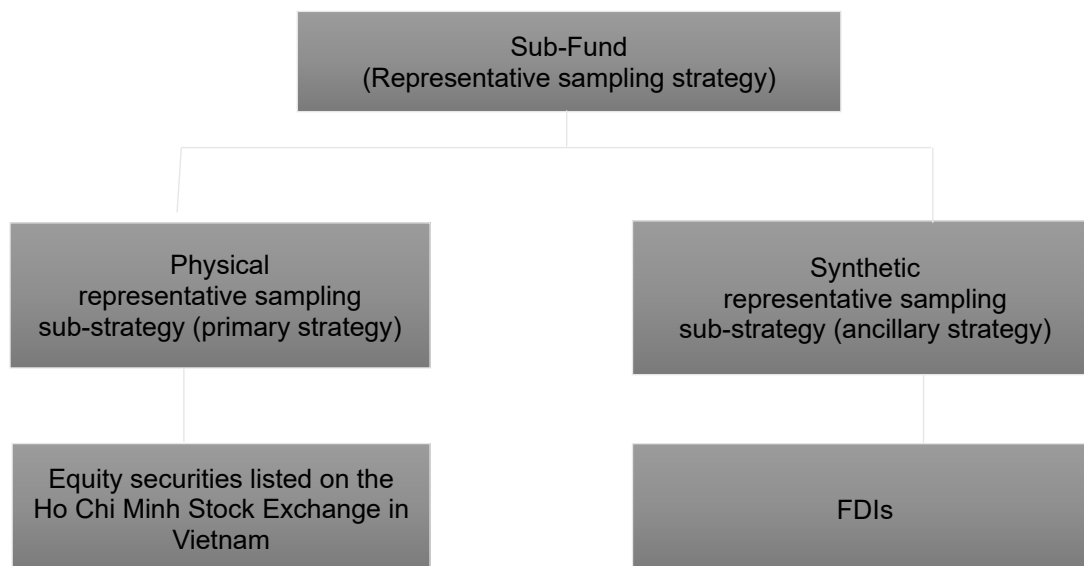 Sub-Fund
(Representative sampling strategy)
Physical
representative sampling
sub-strategy (primary strategy)
Synthetic
representative sampling
sub-strategy (ancillary strategy)
Equity securities listed on the
Ho Chi Minh Stock Exchange in
Vietnam
FDIs